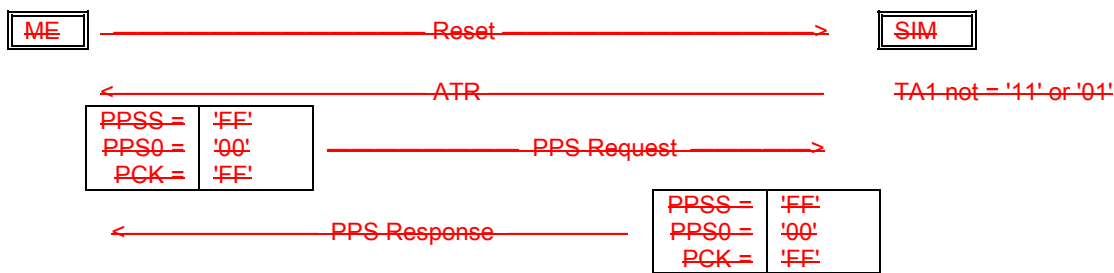 ME Reset SIM
ATR TA1 not = '11' or '01'
PPSS = 'FF'
PPS0 = '00' PPS Request
PCK = 'FF'
PPSS = 'FF'
PPS Response PPS0 = '00'
PCK = 'FF'